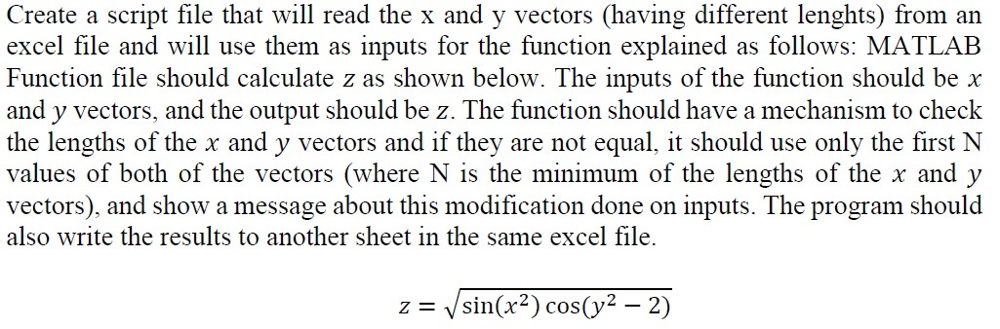 Create a script file that will read the x and y vectors (having different lenghts) from an
excel file and will use them as inputs for the function explained as follows: MATLAB
Function file should calculate z as shown below. The inputs of the function should be x
and y vectors, and the output should be z. The function should have a mechanism to check
the lengths of the x and y vectors and if they are not equal, it should use only the first N
values of both of the vectors (where N is the minimum of the lengths of the x and y
vectors), and show a message about this modification done on inputs. The program should
also write the results to another sheet in the same excel file.
z = √sin(x²) cos(y² − 2)